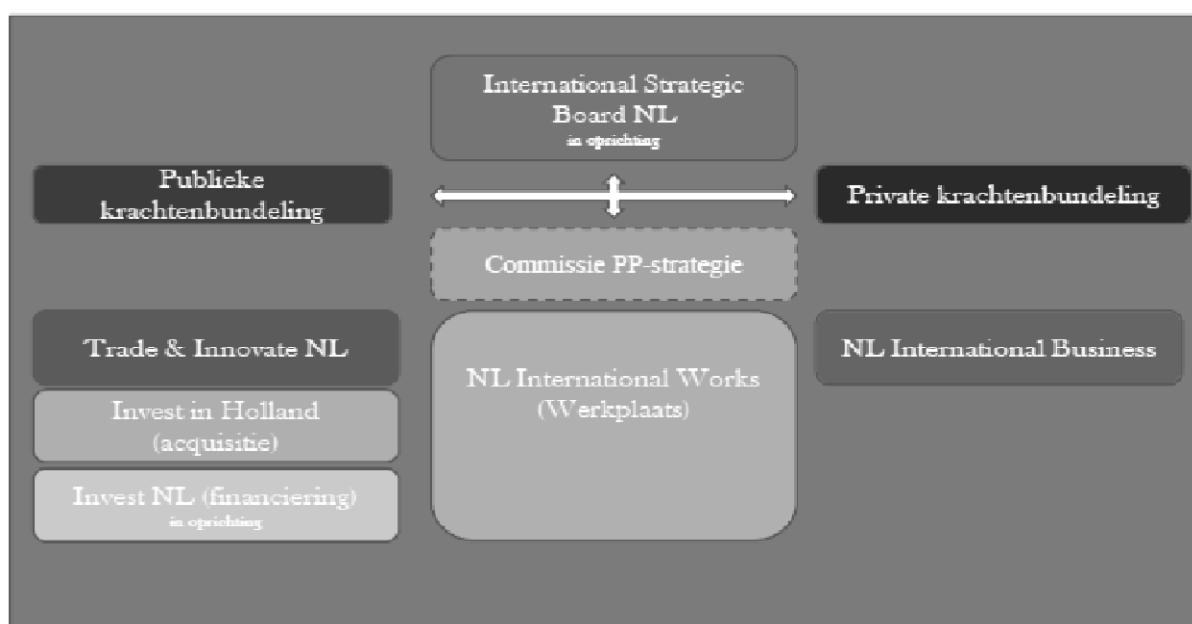 International Strategic
Board NL
in oprichting
Publieke
krachtenbundeling
Private krachtenbundeling
Commissie PP-strategie
Trade & Innovate NL
NL International Works
(Werkplaats)
NL International Business
Invest in Holland
(acquisitie)
Invest NL (financiering)
in oprichting